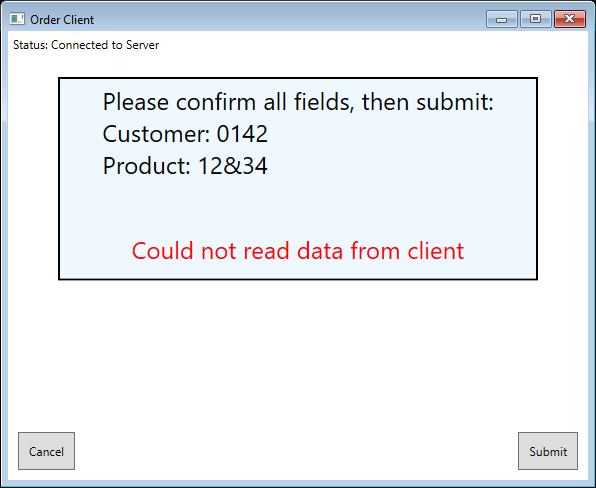 Order Client
Status: Connected to Server
Please confirm all fields, then submit:
Customer: 0142
Product: 12&34
Could not read data from client
Cancel
Submit